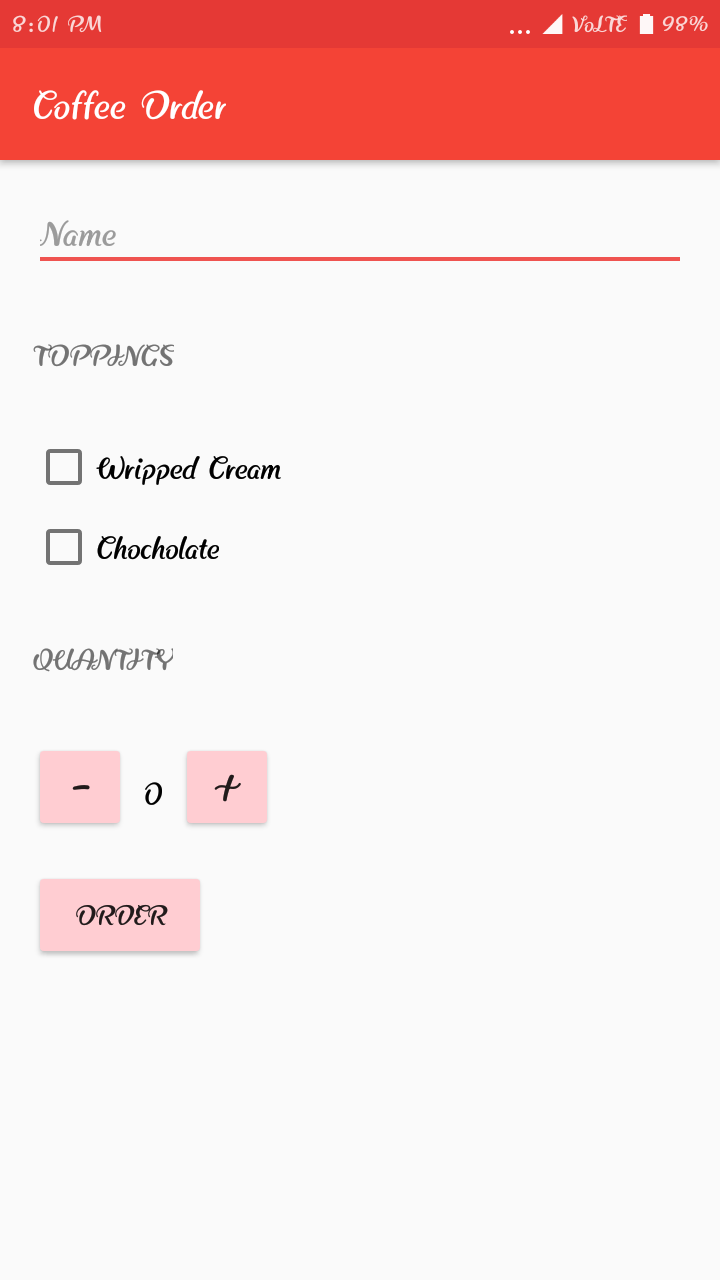 8:01 PM ... VoLTE 98%
Coffee Order
Name
TOPPINGS
Wripped Cream
Chocholate
QUANTITY
- 0 +
ORDER